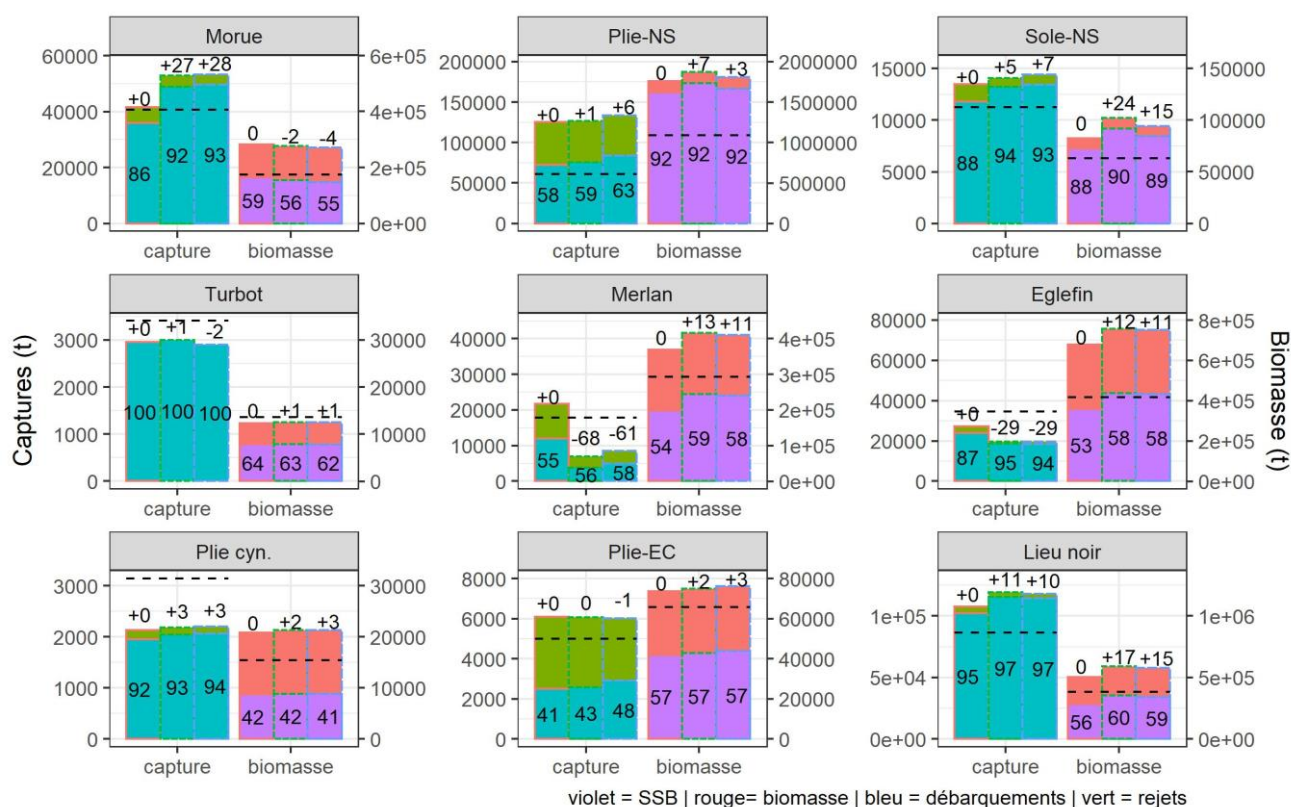 Morue
Plie-NS
Sole-NS
60000
40000
20000
0
+0 +27 +28
86 92 93
0 -2 -4
59 56 55
6e+05
4e+05
2e+05
0e+00
200000
150000
100000
50000
0
+0 +1 +6
58 59 63
0 +7 +3
92 92 92
2000000
1500000
1000000
500000
0
15000
10000
5000
0
+0 +5 +7
88 94 93
0 +24 +15
88 90 89
150000
100000
50000
0
capture biomasse
capture biomasse
capture biomasse
Turbot
Merlan
Eglefin
3000
2000
1000
0
+0 +1 -2
100 100 100
0 +1 +1
64 63 62
30000
20000
10000
0
40000
30000
20000
10000
0
+0 -68 -61
55 56 58
0 +13 +11
54 59 58
4e+05
3e+05
2e+05
1e+05
0e+00
80000
60000
40000
20000
0
+0 -29 -29
87 95 94
0 +12 +11
53 58 58
8e+05
6e+05
4e+05
2e+05
0e+00
capture biomasse
capture biomasse
capture biomasse
Captures (t)
Biomasse (t)
Plie cyn.
Plie-EC
Lieu noir
3000
2000
1000
0
+0 +3 +3
92 93 94
0 +2 +3
42 42 41
30000
20000
10000
0
8000
6000
4000
2000
0
+0 0 -1
41 43 48
0 +2 +3
57 57 57
80000
60000
40000
20000
0
1e+05
5e+04
0e+00
+0 +11 +10
95 97 97
0 +17 +15
56 60 59
1e+06
5e+05
0e+00
capture biomasse
capture biomasse
capture biomasse
violet = SSB | rouge= biomasse | bleu = débarquements | vert = rejets